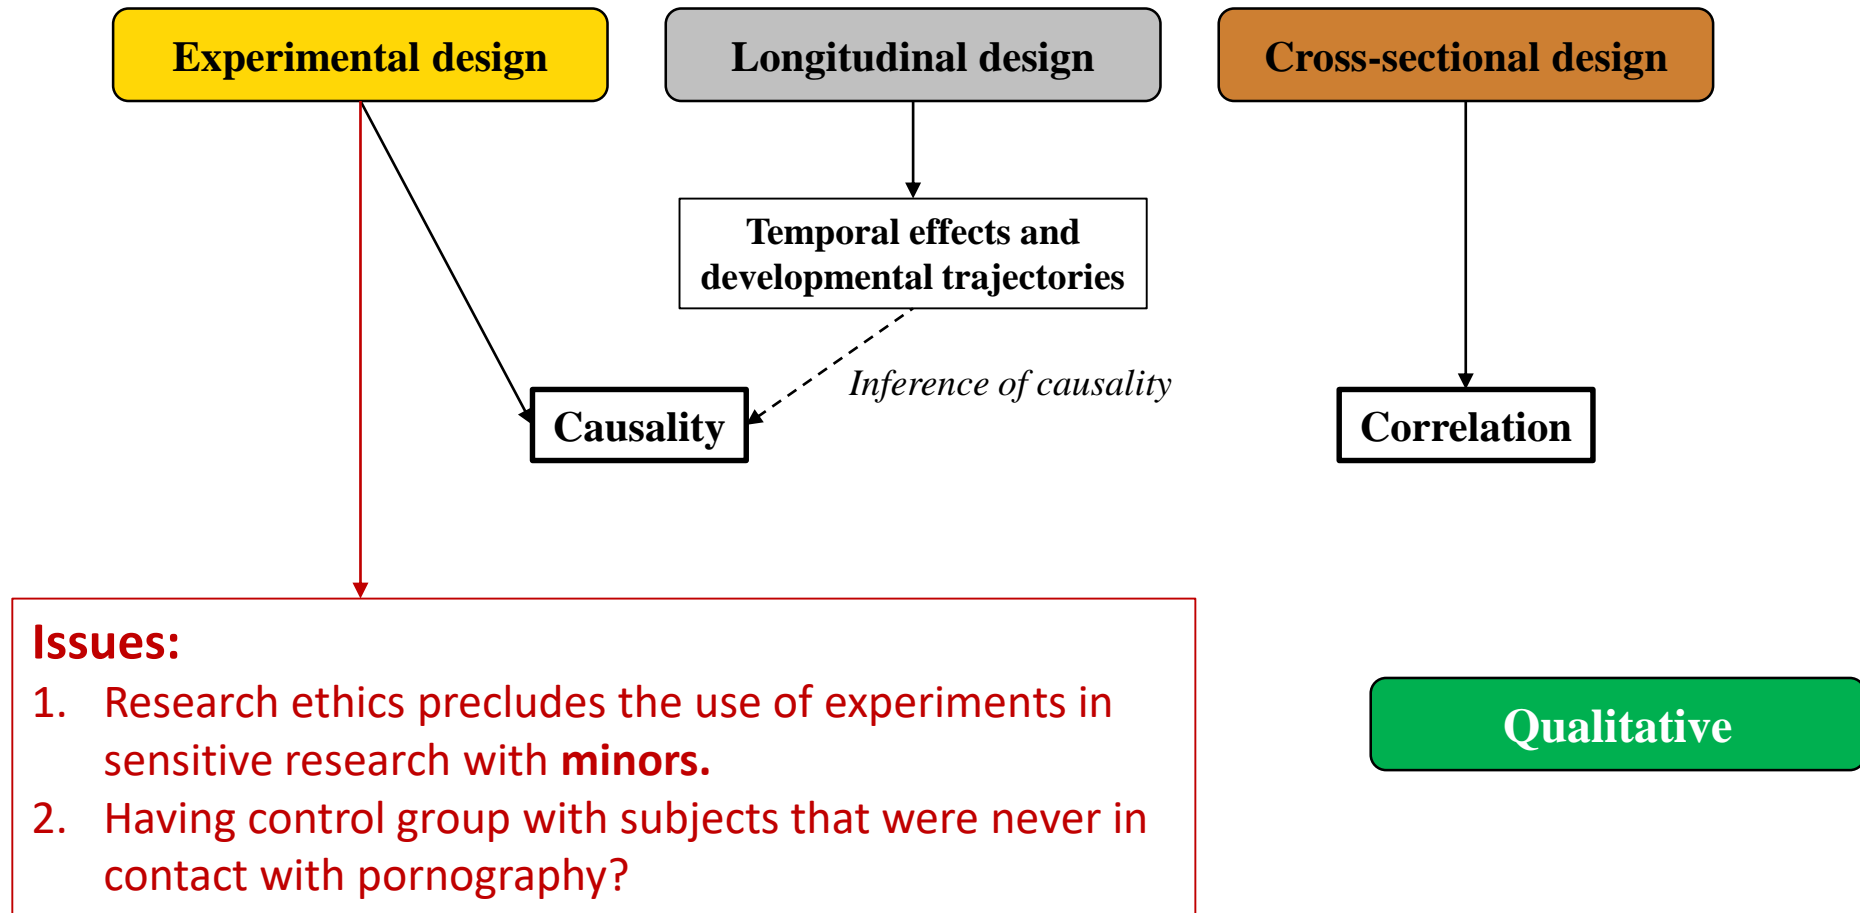 Experimental design
Longitudinal design
Cross-sectional design
Temporal effects and
developmental trajectories
Inference of causality
Causality
Correlation
Issues:
1. Research ethics precludes the use of experiments in
sensitive research with minors.
2. Having control group with subjects that were never in
contact with pornography?
Qualitative